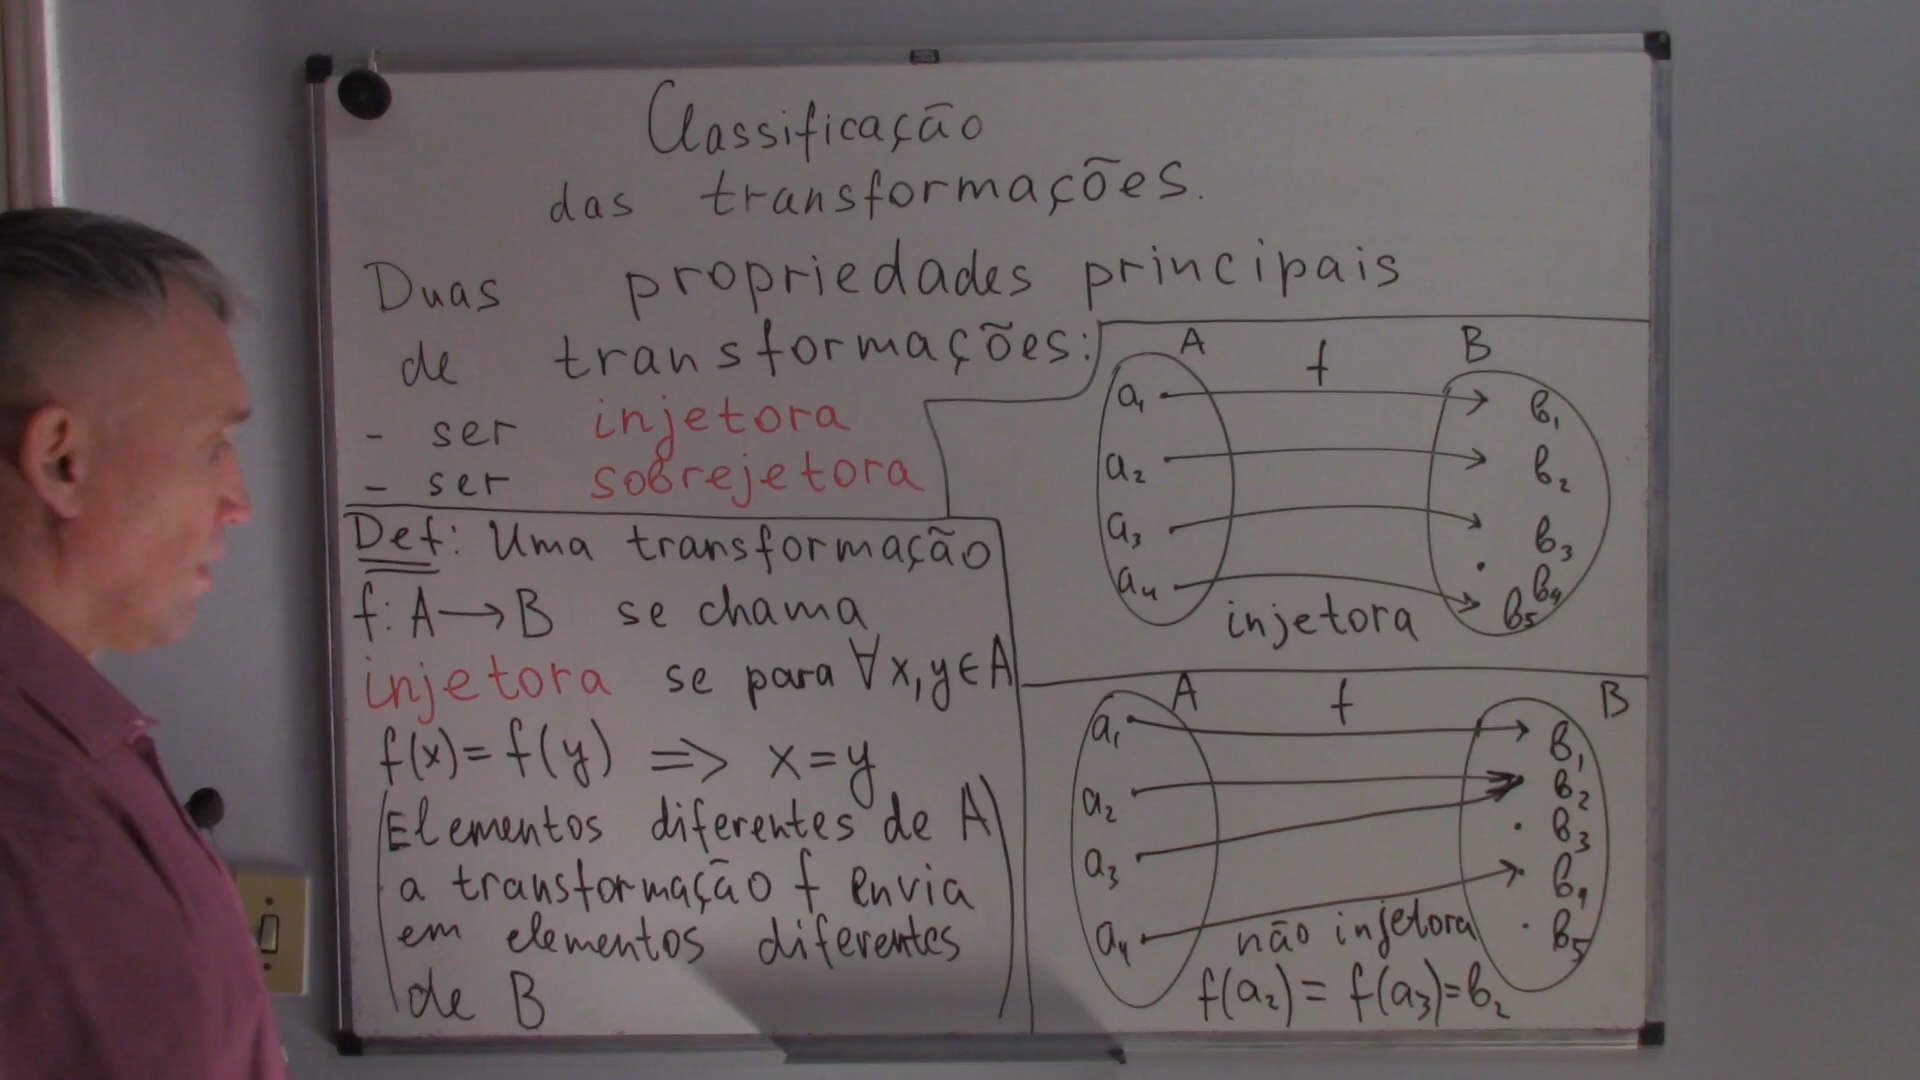 Classificação
das transformações.
Duas propriedades principais
de transformações:
- ser injetora
- ser sobrejetora
Def: Uma transformação
f: A → B se chama
injetora se para ∀x,y∈A
f(x)=f(y) => x=y
(Elementos diferentes de A
a transformação f envia
em elementos diferentes
de B)
A f B
a₁ b₁
a₂ b₂
a₃ b₃
a₄ b₄
b₅
injetora
A f B
a₁ b₁
a₂ b₂
a₃ b₃
a₄ b₄
b₅
não injetora
f(a₂) = f(a₃)=b₂